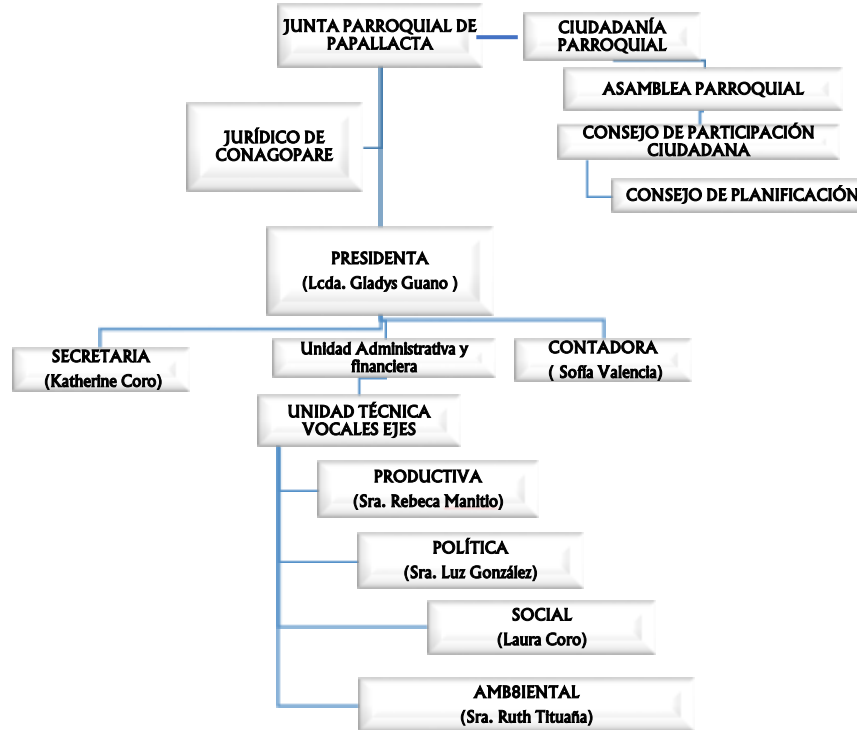 JUNTA PARROQUIAL DE
PAPALLACTA
CIUDADANÍA
PARROQUIAL
ASAMBLEA PARROQUIAL
CONSEJO DE PARTICIPACIÓN
CIUDADANA
CONSEJO DE PLANIFICACIÓN
JURÍDICO DE
CONAGOPARE
PRESIDENTA
(Lcda. Gladys Guano )
SECRETARIA
(Katherine Coro)
Unidad Administrativa y
financiera
CONTADORA
( Sofía Valencia)
UNIDAD TÉCNICA
VOCALES EJES
PRODUCTIVA
(Sra. Rebeca Manitio)
POLÍTICA
(Sra. Luz González)
SOCIAL
(Laura Coro)
AMB8IENTAL
(Sra. Ruth Tituaña)